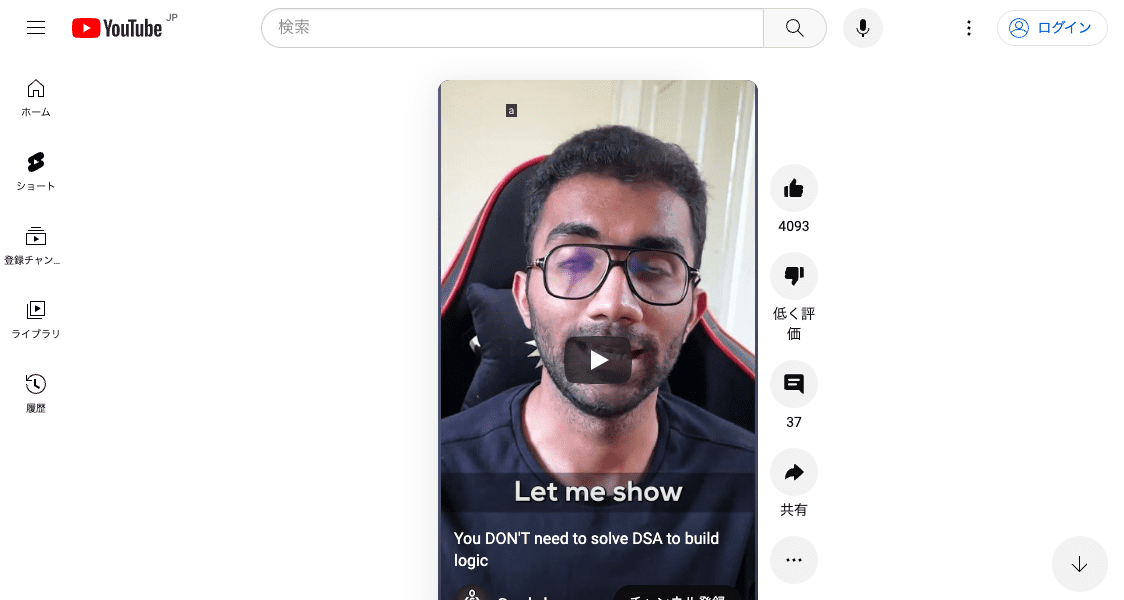 YouTube JP
検索
ログイン
ホーム
ショート
登録チャン...
ライブラリ
履歴
a
Let me show
You DON'T need to solve DSA to build
logic
4093
低く評
価
37
共有